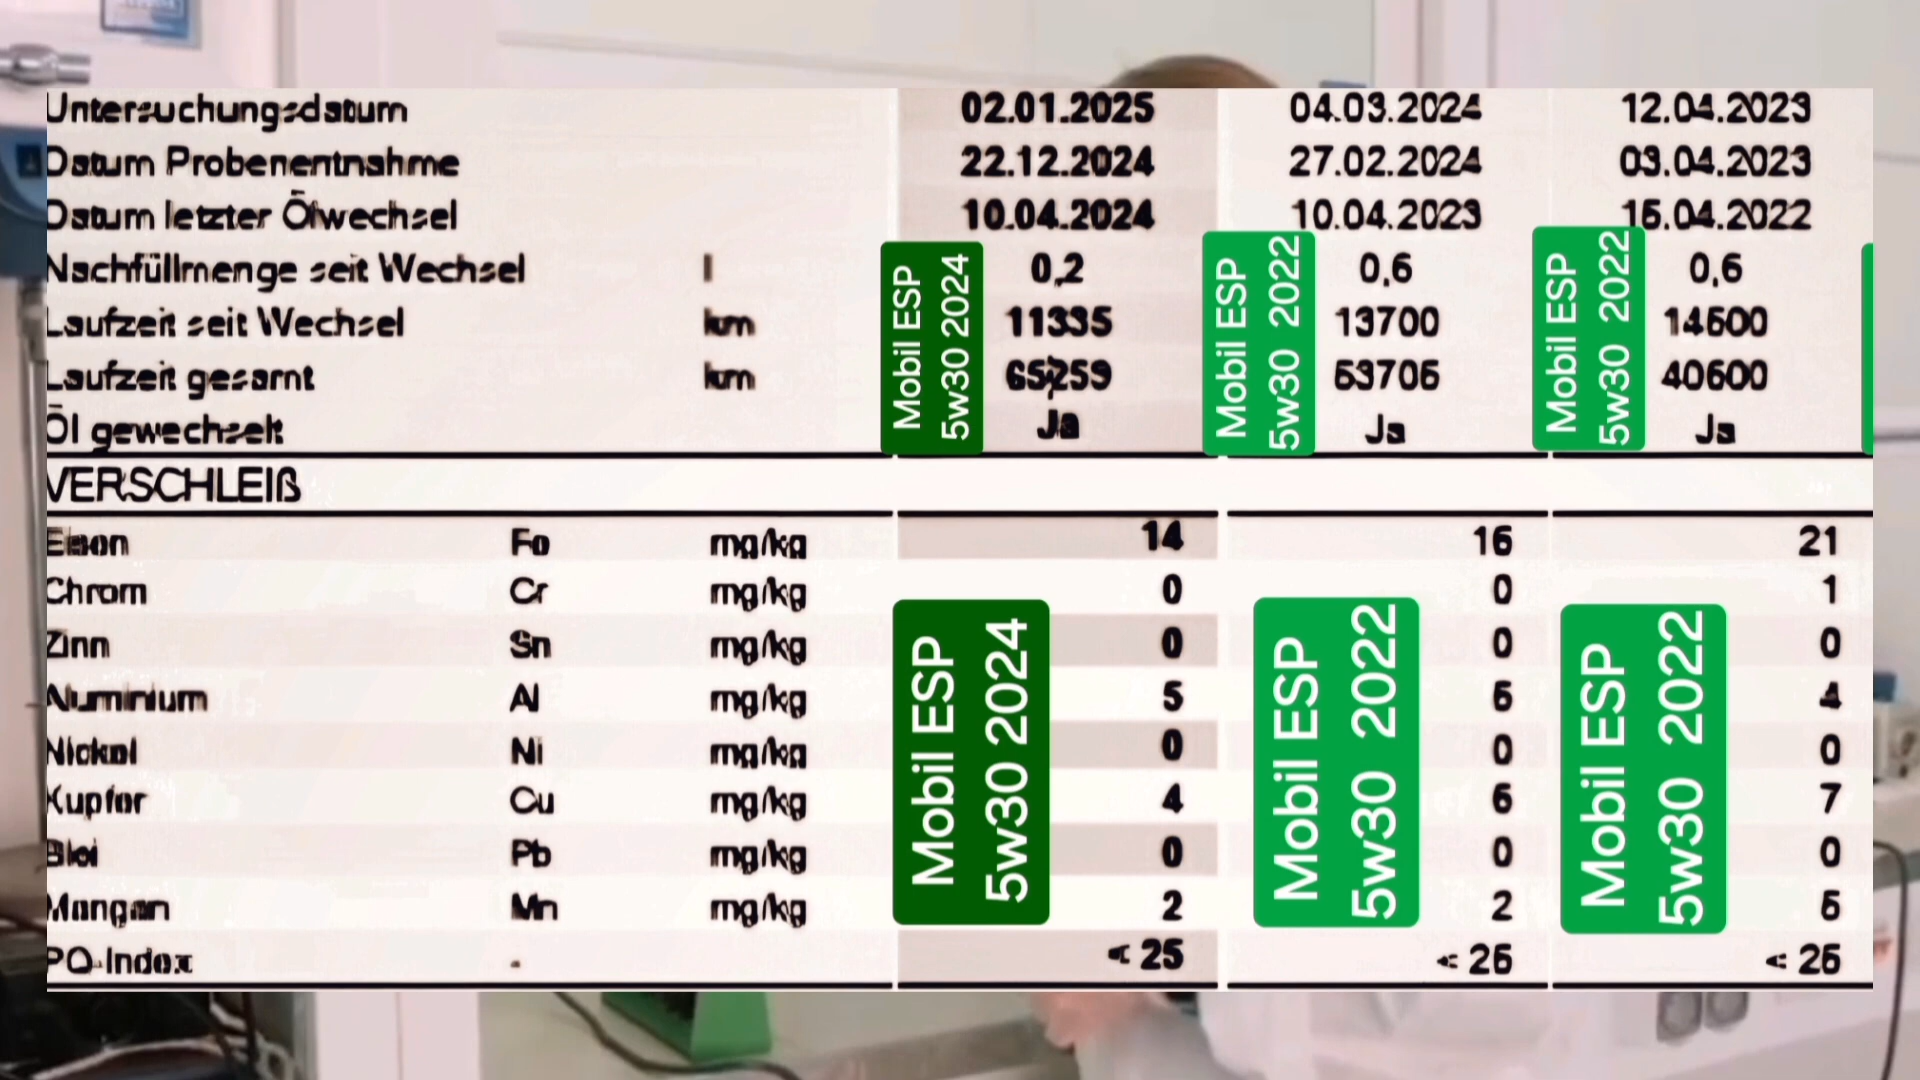 Untersuchungsdatum 02.01.2025 04.03.2024 12.04.2023
Datum Probenentnahme 22.12.2024 27.02.2024 03.04.2023
Datum letzter Ölwechsel 10.04.2024 10.04.2023 15.04.2022
Nachfüllmenge seit Wechsel l 0,2 0,6 0,6
Laufzeit seit Wechsel km 11335 13700 14600
Laufzeit gesamt km 65259 53706 40600
Öl gewechselt Ja Ja Ja
Mobil ESP
5w30 2024
Mobil ESP
5w30 2022
Mobil ESP
5w30 2022
VERSCHLEIß
Eisen Fe mg/kg 14 16 21
Chrom Cr mg/kg 0 0 1
Zinn Sn mg/kg 0 0 0
Aluminium Al mg/kg 5 4
Nickel Ni mg/kg 0 0 0
Kupfer Cu mg/kg 4 6 7
Blei Pb mg/kg 0 0 0
Mangan Mn mg/kg 2 2
PQ-Index - < 25 < 25 < 25
Mobil ESP
5w30 2024
Mobil ESP
5w30 2022
Mobil ESP
5w30 2022